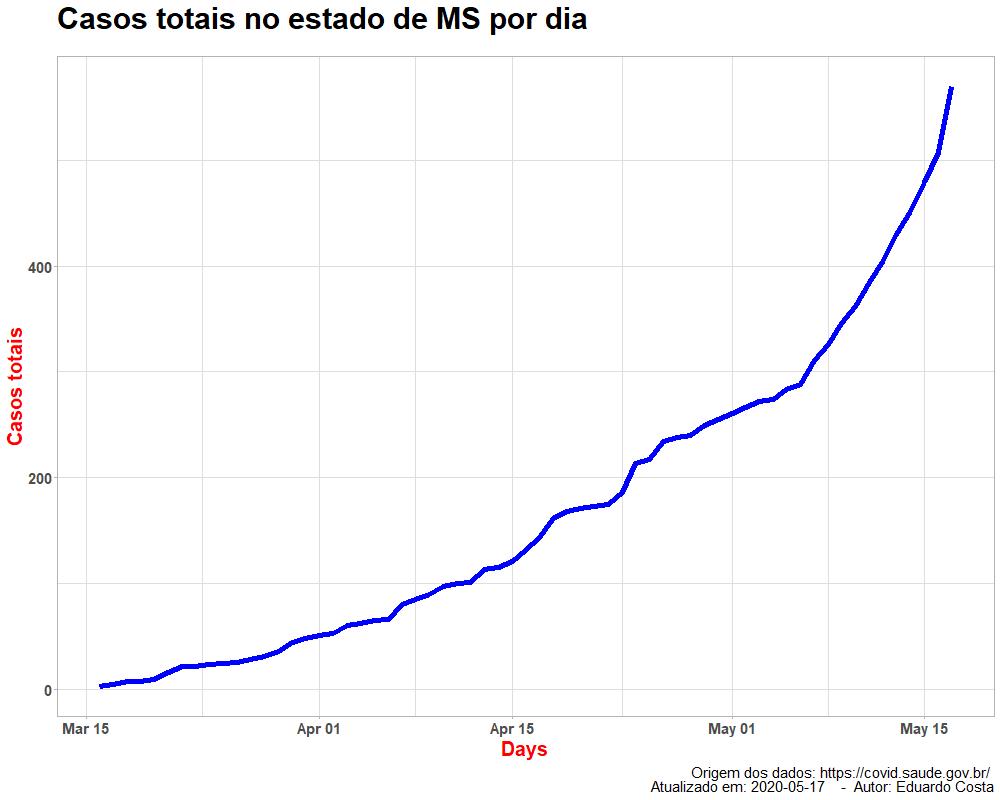 Casos totais no estado de MS por dia
Casos totais
400
200
0
Mar 15
Apr 01
Apr 15
May 01
May 15
Days
Origem dos dados: https://covid.saude.gov.br/
Atualizado em: 2020-05-17 - Autor: Eduardo Costa